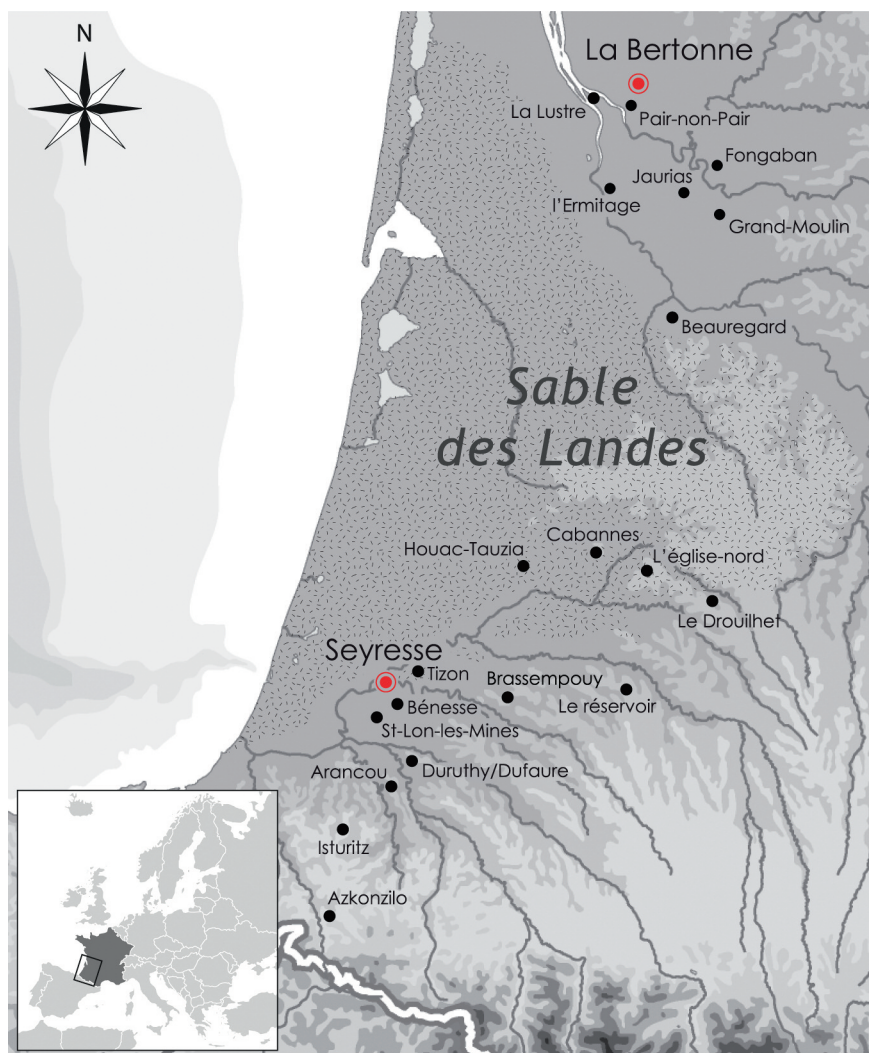 N
La Bertonne
La Lustre
Pair-non-Pair
Fongaban
Jaurias
l'Ermitage
Grand-Moulin
Beauregard
Sable
des Landes
Cabannes
Houac-Tauzia
L'église-nord
Le Drouilhet
Seyresse
Tizon
Brassempouy
Le réservoir
Bénesse
St-Lon-les-Mines
Duruthy/Dufaure
Arancou
Isturitz
Azkonzilo